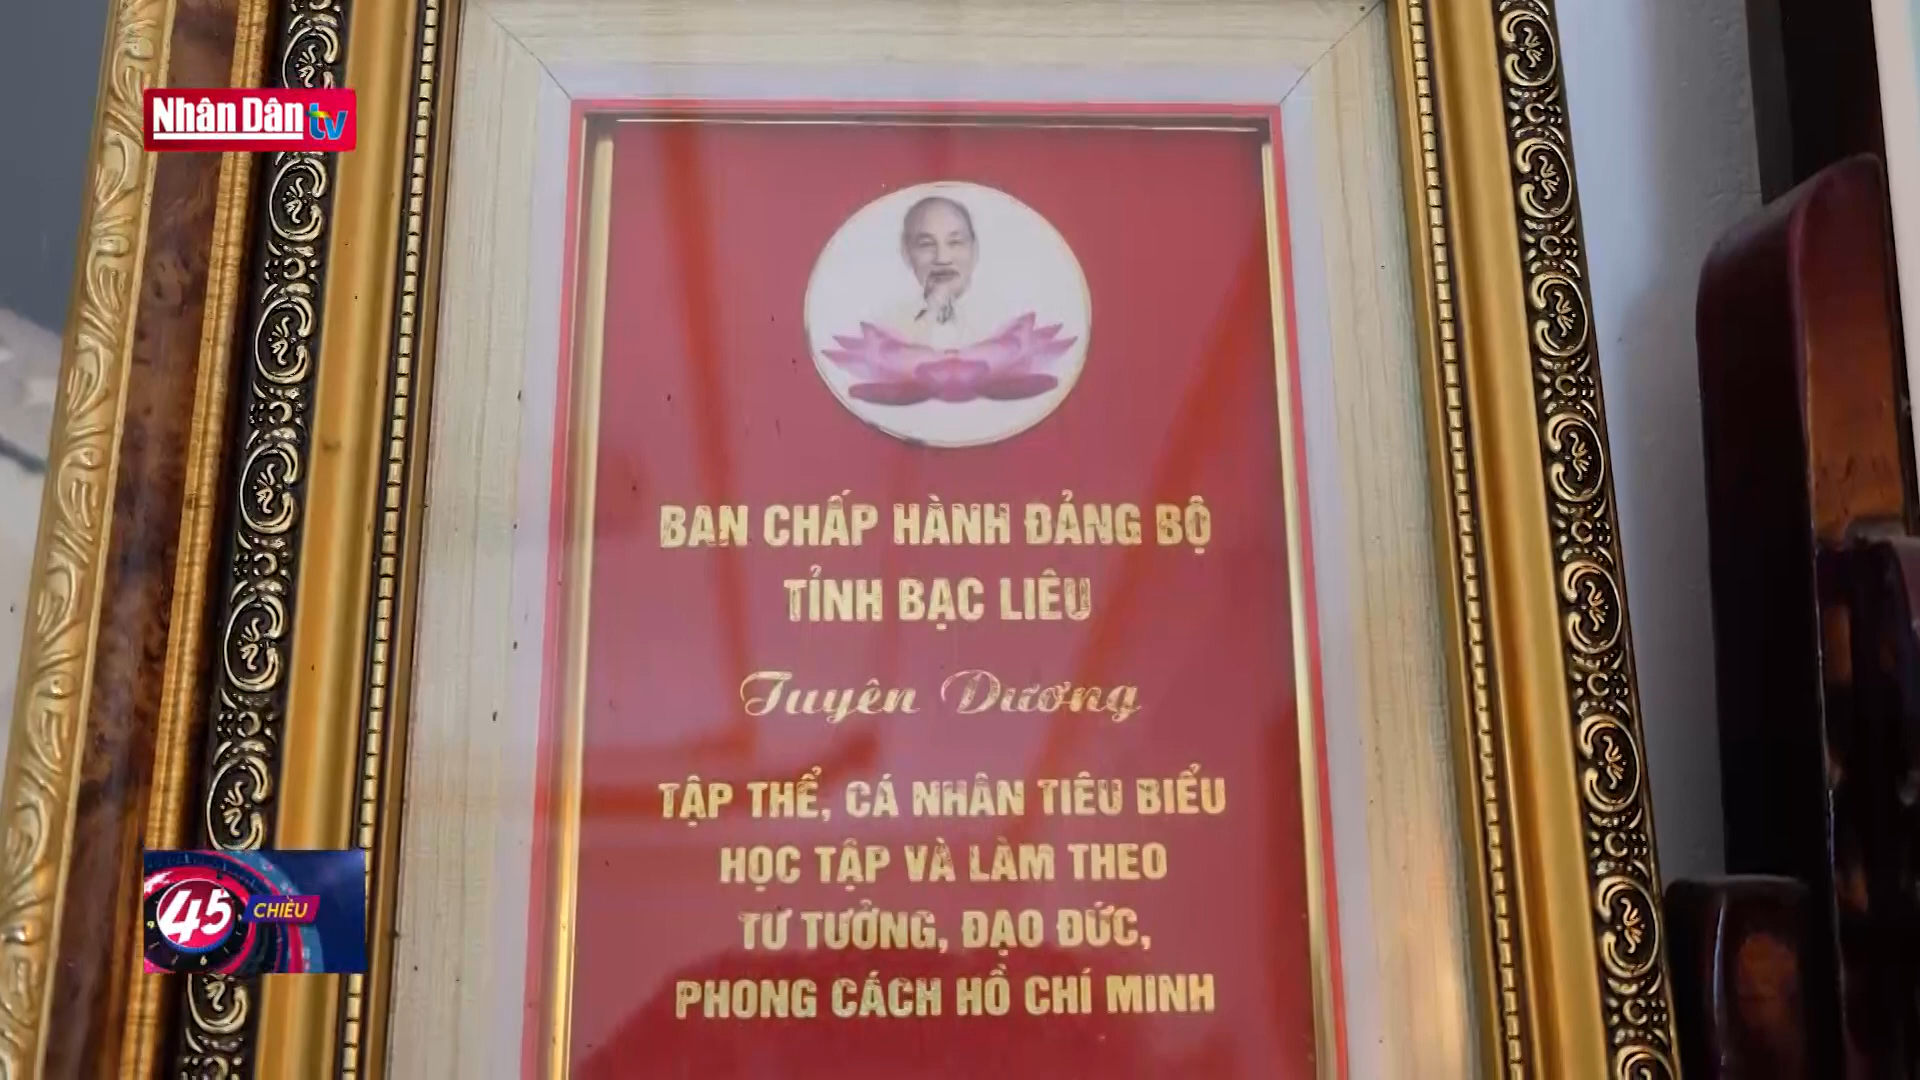 Nhân Dân tv
BAN CHẤP HÀNH ĐẢNG BỘ
TỈNH BẠC LIÊU
Tuyên Dương
TẬP THỂ, CÁ NHÂN TIÊU BIỂU
HỌC TẬP VÀ LÀM THEO
TƯ TƯỞNG, ĐẠO ĐỨC,
PHONG CÁCH HỒ CHÍ MINH
45 CHIỀU